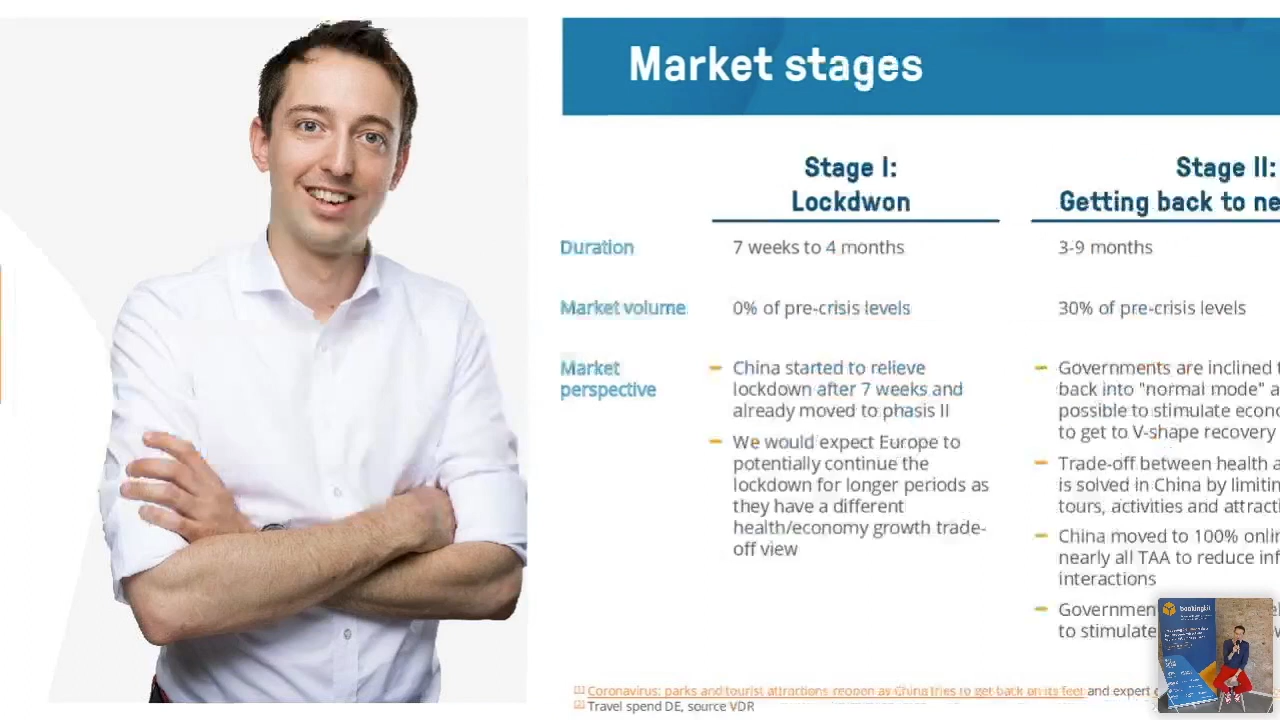 Market stages
Stage I:
Lockdwon
Stage II:
Getting back to ne
Duration
7 weeks to 4 months
3-9 months
Market volume
0% of pre-crisis levels
30% of pre-crisis levels
Market
perspective
China started to relieve
lockdown after 7 weeks and
already moved to phasis II
We would expect Europe to
potentially continue the
lockdown for longer periods as
they have a different
health/economy growth trade-
off view
Governments are inclined t
back into "normal mode" a
possible to stimulate econo
to get to V-shape recovery
Trade-off between health a
is solved in China by limitin
tours, activities and attracti
China moved to 100% onlin
nearly all TAA to reduce inf
interactions
Governmen
to stimulate
[1] Coronavirus: parks and tourist attractions reopen as China tries to get back on its feet and expert
[2] Travel spend DE, source VDR
bookingkit